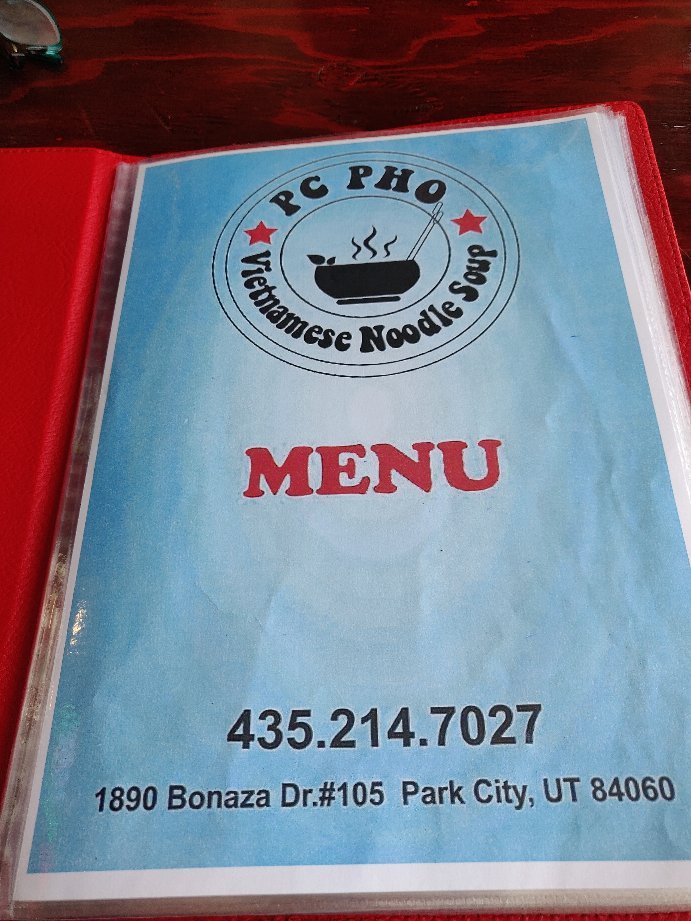 PC PHO
Vietnamese Noodle Soup
MENU
435.214.7027
1890 Bonaza Dr.#105 Park City, UT 84060